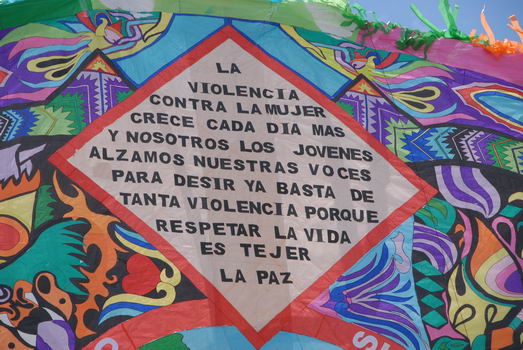 LA
VIOLENCIA
CONTRA LA MUJER
CRECE CADA DIA MAS
Y NOSOTROS LOS JOVENES
ALZAMOS NUESTRAS VOCES
PARA DESIR YA BASTA DE
TANTA VIOLENCIA PORQUE
RESPETAR LA VIDA
ES TEJER
LA PAZ